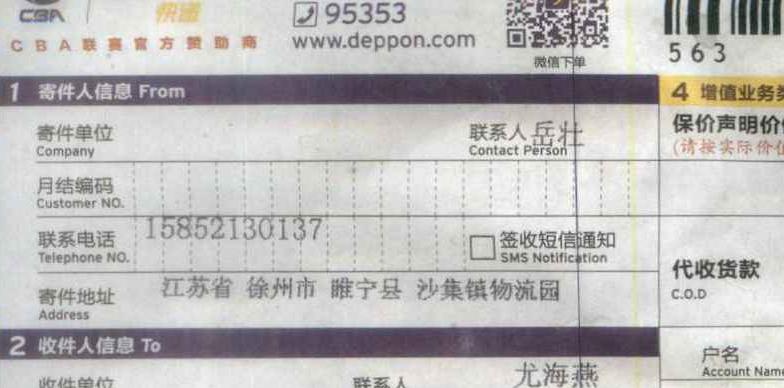 CBA 快递 95353
CBA联赛官方赞助商 www.deppon.com
微信下单
563
1 寄件人信息 From
4 增值业务类
寄件单位 联系人 岳壮
Company Contact Person
保价声明价值
(请按实际价值
月结编码
Customer NO.
联系电话 15852130137 签收短信通知
Telephone NO. SMS Notification
代收货款
C.O.D
寄件地址 江苏省 徐州市 睢宁县 沙集镇物流园
Address
2 收件人信息 To
户名
Account Name
收件单位 联系人 尤海燕